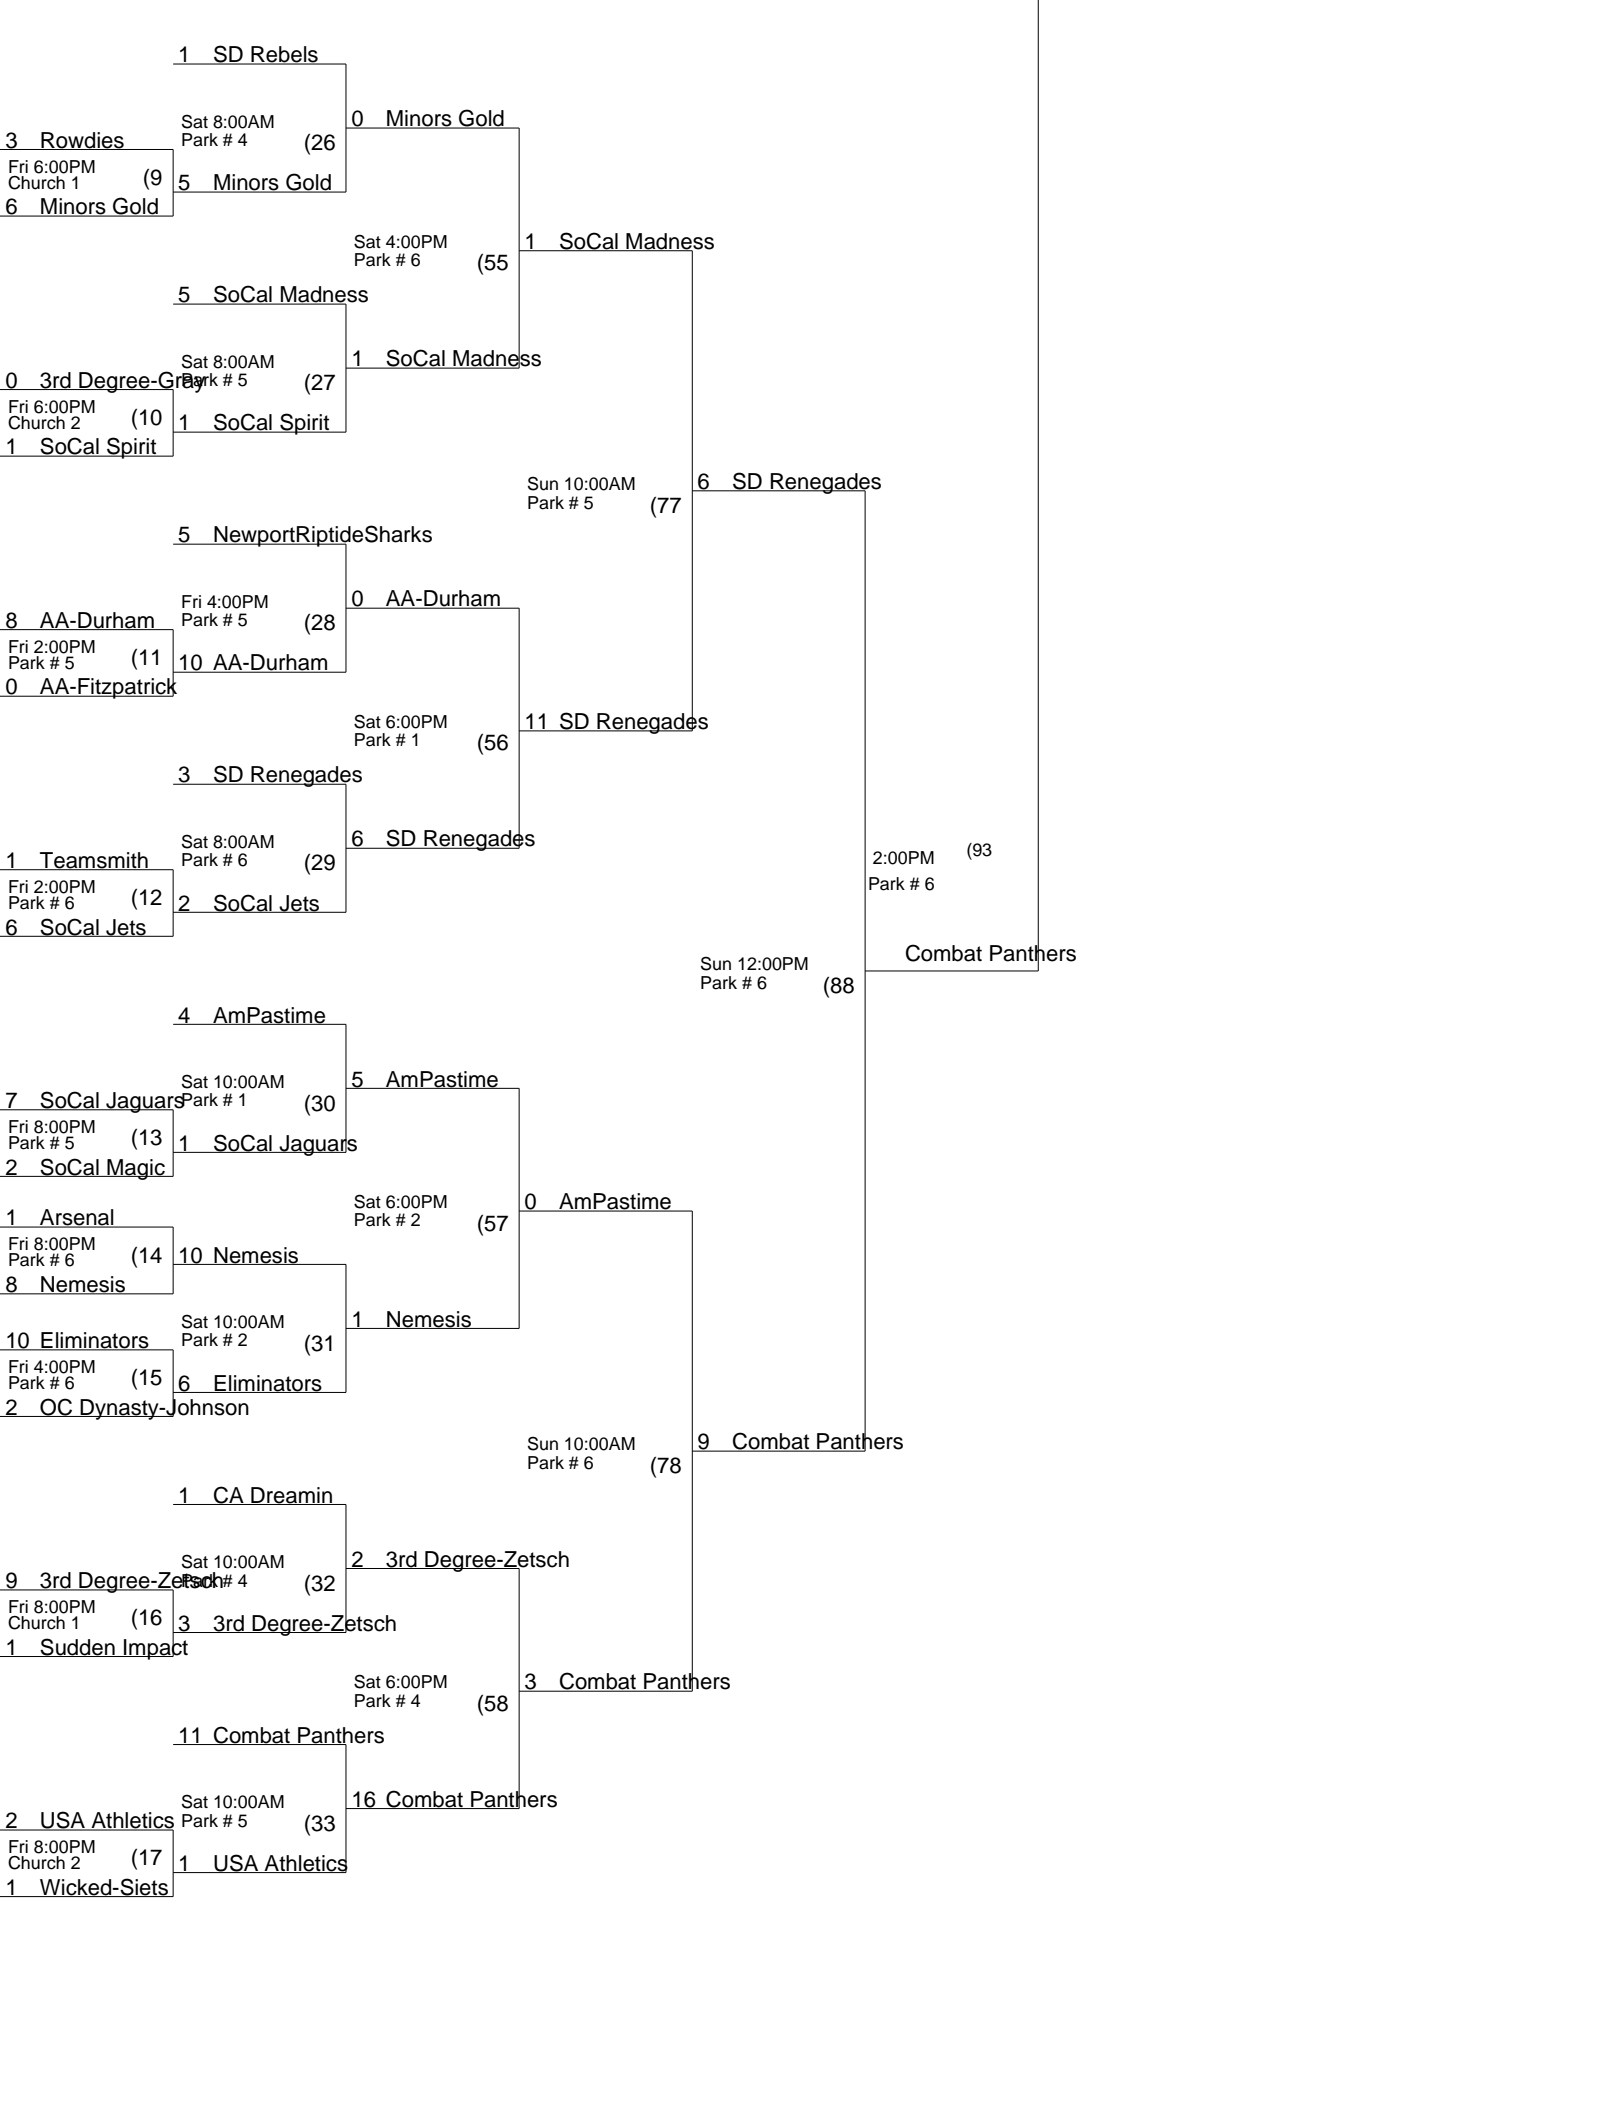 1 SD Rebels
0 Minors Gold
Sat 8:00AM
Park # 4 (26
3 Rowdies
Fri 6:00PM
Church 1 (9
5 Minors Gold
6 Minors Gold
Sat 4:00PM
Park # 6 (55
1 SoCal Madness
5 SoCal Madness
1 SoCal Madness
Sat 8:00AM
Park # 5 (27
0 3rd Degree-Gray
Fri 6:00PM
Church 2 (10
1 SoCal Spirit
1 SoCal Spirit
Sun 10:00AM
Park # 5 (77
6 SD Renegades
5 NewportRiptideSharks
0 AA-Durham
Fri 4:00PM
Park # 5 (28
8 AA-Durham
Fri 2:00PM
Park # 5 (11
10 AA-Durham
0 AA-Fitzpatrick
Sat 6:00PM
Park # 1 (56
11 SD Renegades
3 SD Renegades
6 SD Renegades
Sat 8:00AM
Park # 6 (29
1 Teamsmith
Fri 2:00PM
Park # 6 (12
2 SoCal Jets
6 SoCal Jets
2:00PM (93
Park # 6
Combat Panthers
Sun 12:00PM
Park # 6 (88
4 AmPastime
5 AmPastime
Sat 10:00AM
Park # 1 (30
7 SoCal Jaguars
Fri 8:00PM
Park # 5 (13
1 SoCal Jaguars
2 SoCal Magic
Sat 6:00PM
Park # 2 (57
0 AmPastime
1 Arsenal
Fri 8:00PM
Park # 6 (14
10 Nemesis
8 Nemesis
1 Nemesis
Sat 10:00AM
Park # 2 (31
10 Eliminators
Fri 4:00PM
Park # 6 (15
6 Eliminators
2 OC Dynasty-Johnson
Sun 10:00AM
Park # 6 (78
9 Combat Panthers
1 CA Dreamin
2 3rd Degree-Zetsch
Sat 10:00AM
Park # 4 (32
9 3rd Degree-Zetsch
Fri 8:00PM
Church 1 (16
3 3rd Degree-Zetsch
1 Sudden Impact
Sat 6:00PM
Park # 4 (58
3 Combat Panthers
11 Combat Panthers
16 Combat Panthers
Sat 10:00AM
Park # 5 (33
2 USA Athletics
Fri 8:00PM
Church 2 (17
1 USA Athletics
1 Wicked-Siets